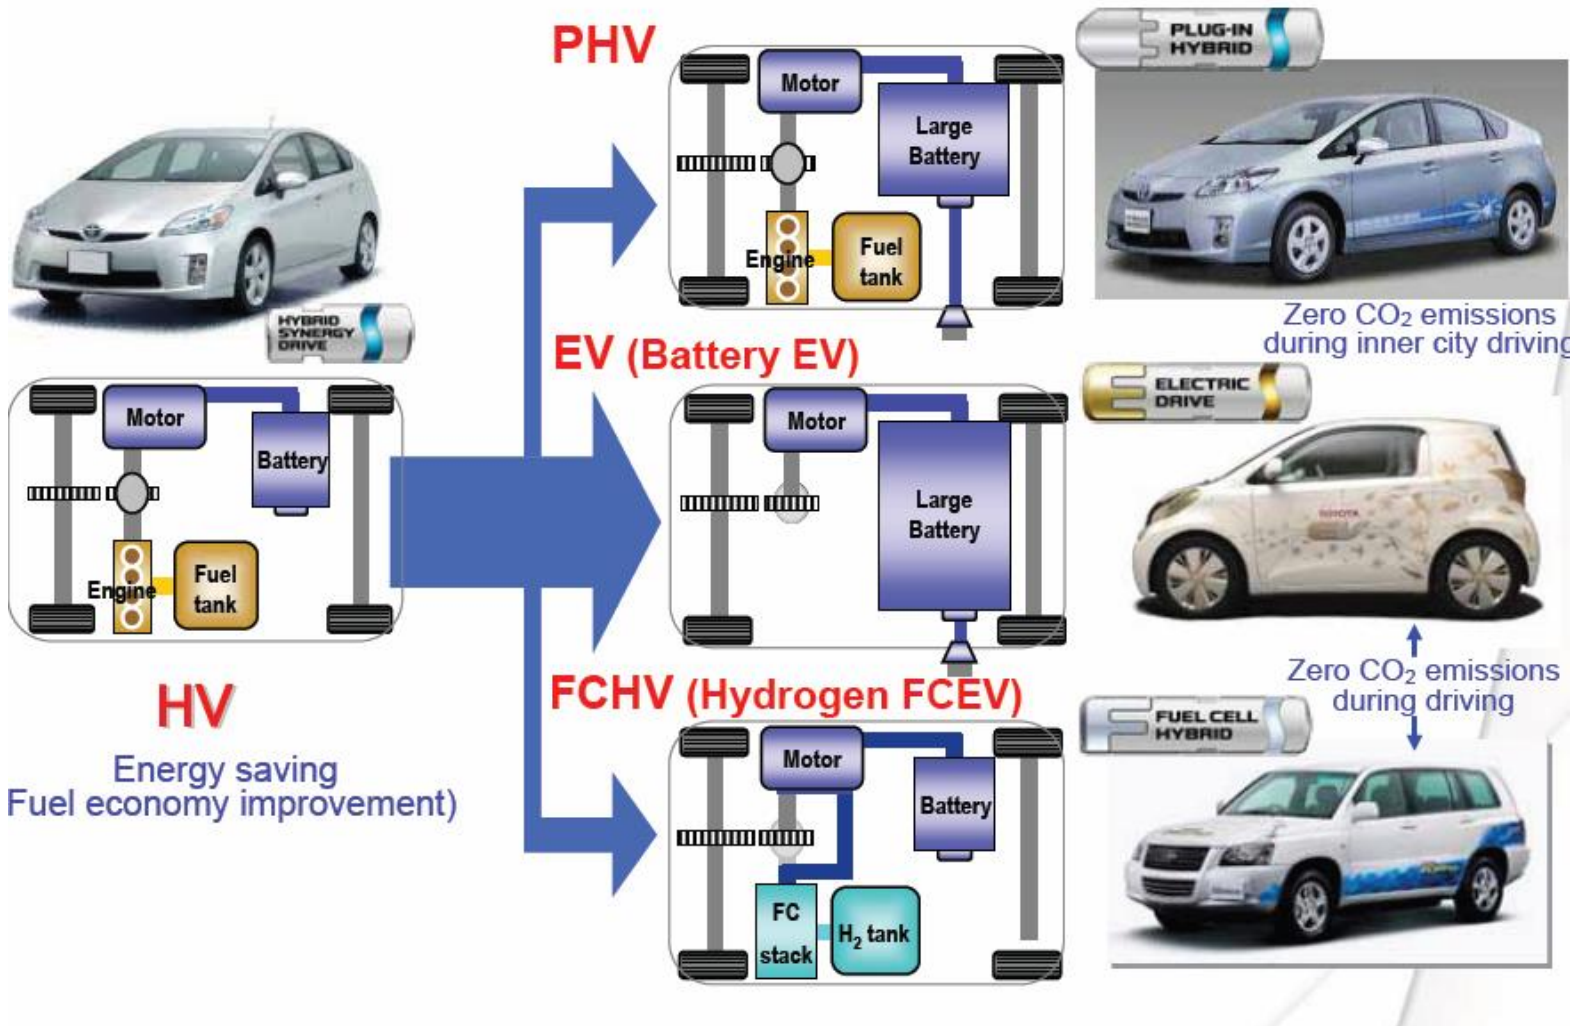 PHV
Motor
Large
Battery
Engine
Fuel
tank
PLUG-IN
HYBRID
Zero CO₂ emissions
during inner city driving
HYBRID
SYNERGY
DRIVE
Motor
Battery
Engine
Fuel
tank
HV
Energy saving
Fuel economy improvement)
EV (Battery EV)
Motor
Large
Battery
ELECTRIC
DRIVE
TOYOTA
Zero CO₂ emissions
during driving
FCHV (Hydrogen FCEV)
Motor
Battery
FC
stack
H₂ tank
FUEL CELL
HYBRID